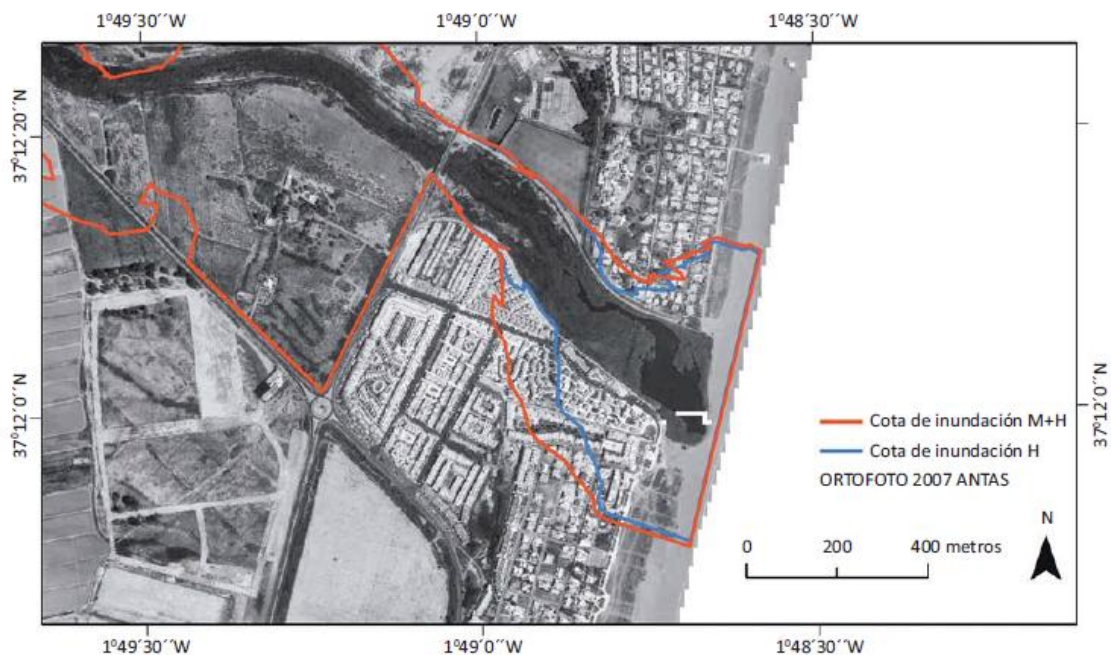 1º49´30´´W 1º49´0´´W 1º48´30´´W
37º12´20´´N
37º12´0´´N 37º12´0´´N
Cota de inundación M+H
Cota de inundación H
ORTOFOTO 2007 ANTAS
N
0 200 400 metros
1º49´30´´W 1º49´0´´W 1º48´30´´W